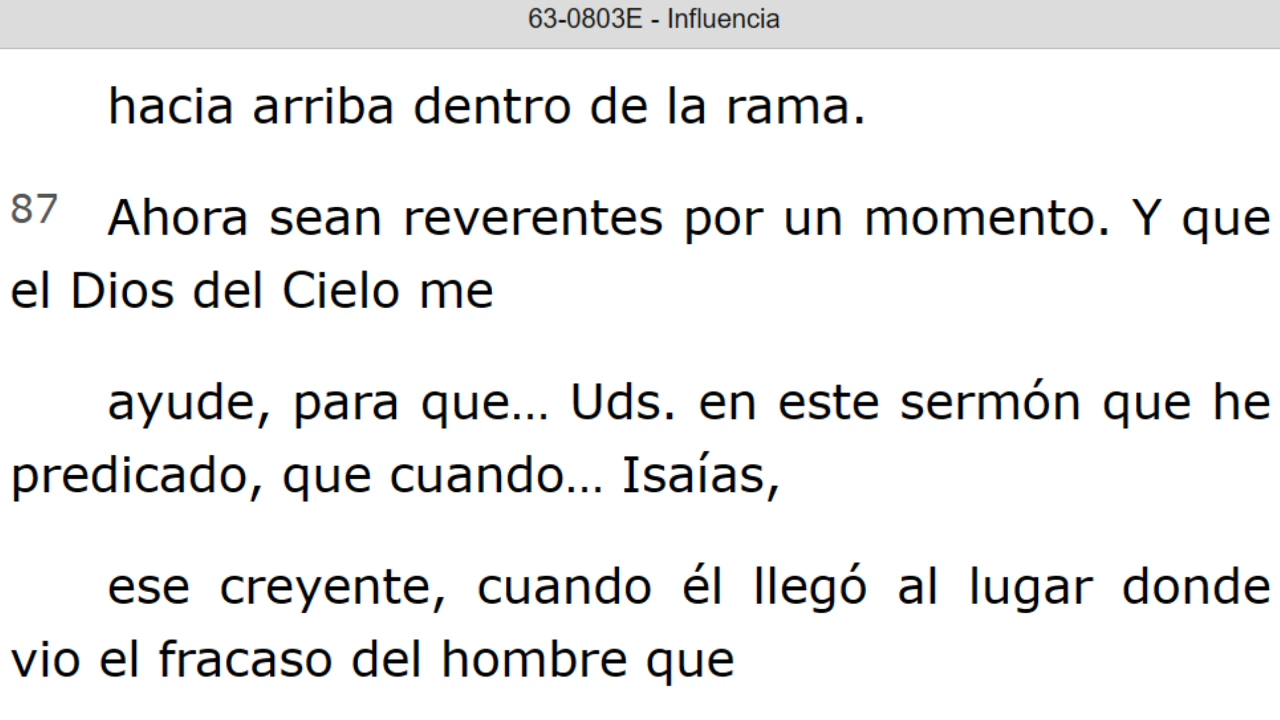 63-0803E - Influencia
hacia arriba dentro de la rama.
87 Ahora sean reverentes por un momento. Y que
el Dios del Cielo me
ayude, para que... Uds. en este sermón que he
predicado, que cuando... Isaías,
ese creyente, cuando él llegó al lugar donde
vio el fracaso del hombre que